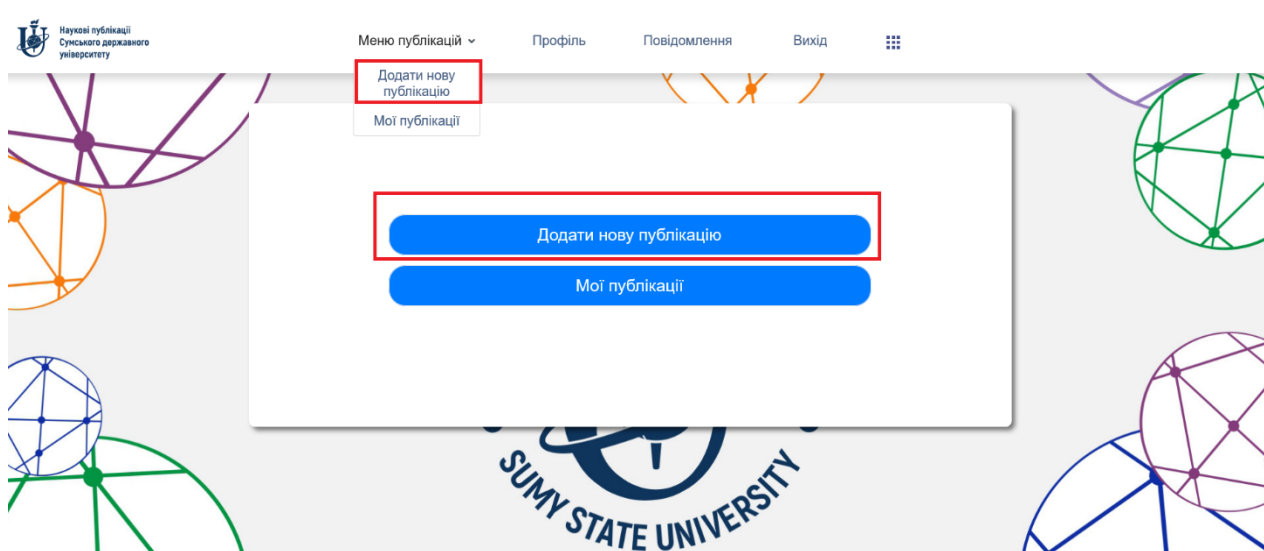 Наукові публікації
Сумського державного
університету
Меню публікацій
Профіль
Повідомлення
Вихід
Додати нову
публікацію
Мої публікації
Додати нову публікацію
Мої публікації
SUMY STATE UNIVERSITY